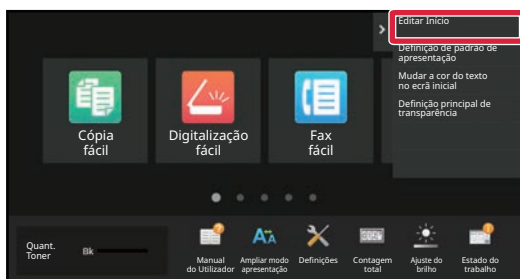 Editar Início
Definição de padrão de
apresentação
Mudar a cor do texto
no ecrã inicial
Definição principal de
transparência
Cópia
fácil
Digitalização
fácil
Fax
fácil
Quant.
Toner
Bk
Manual
do Utilizador
Ampliar modo
apresentação
Definições
Contagem
total
Ajuste do
brilho
Estado do
trabalho